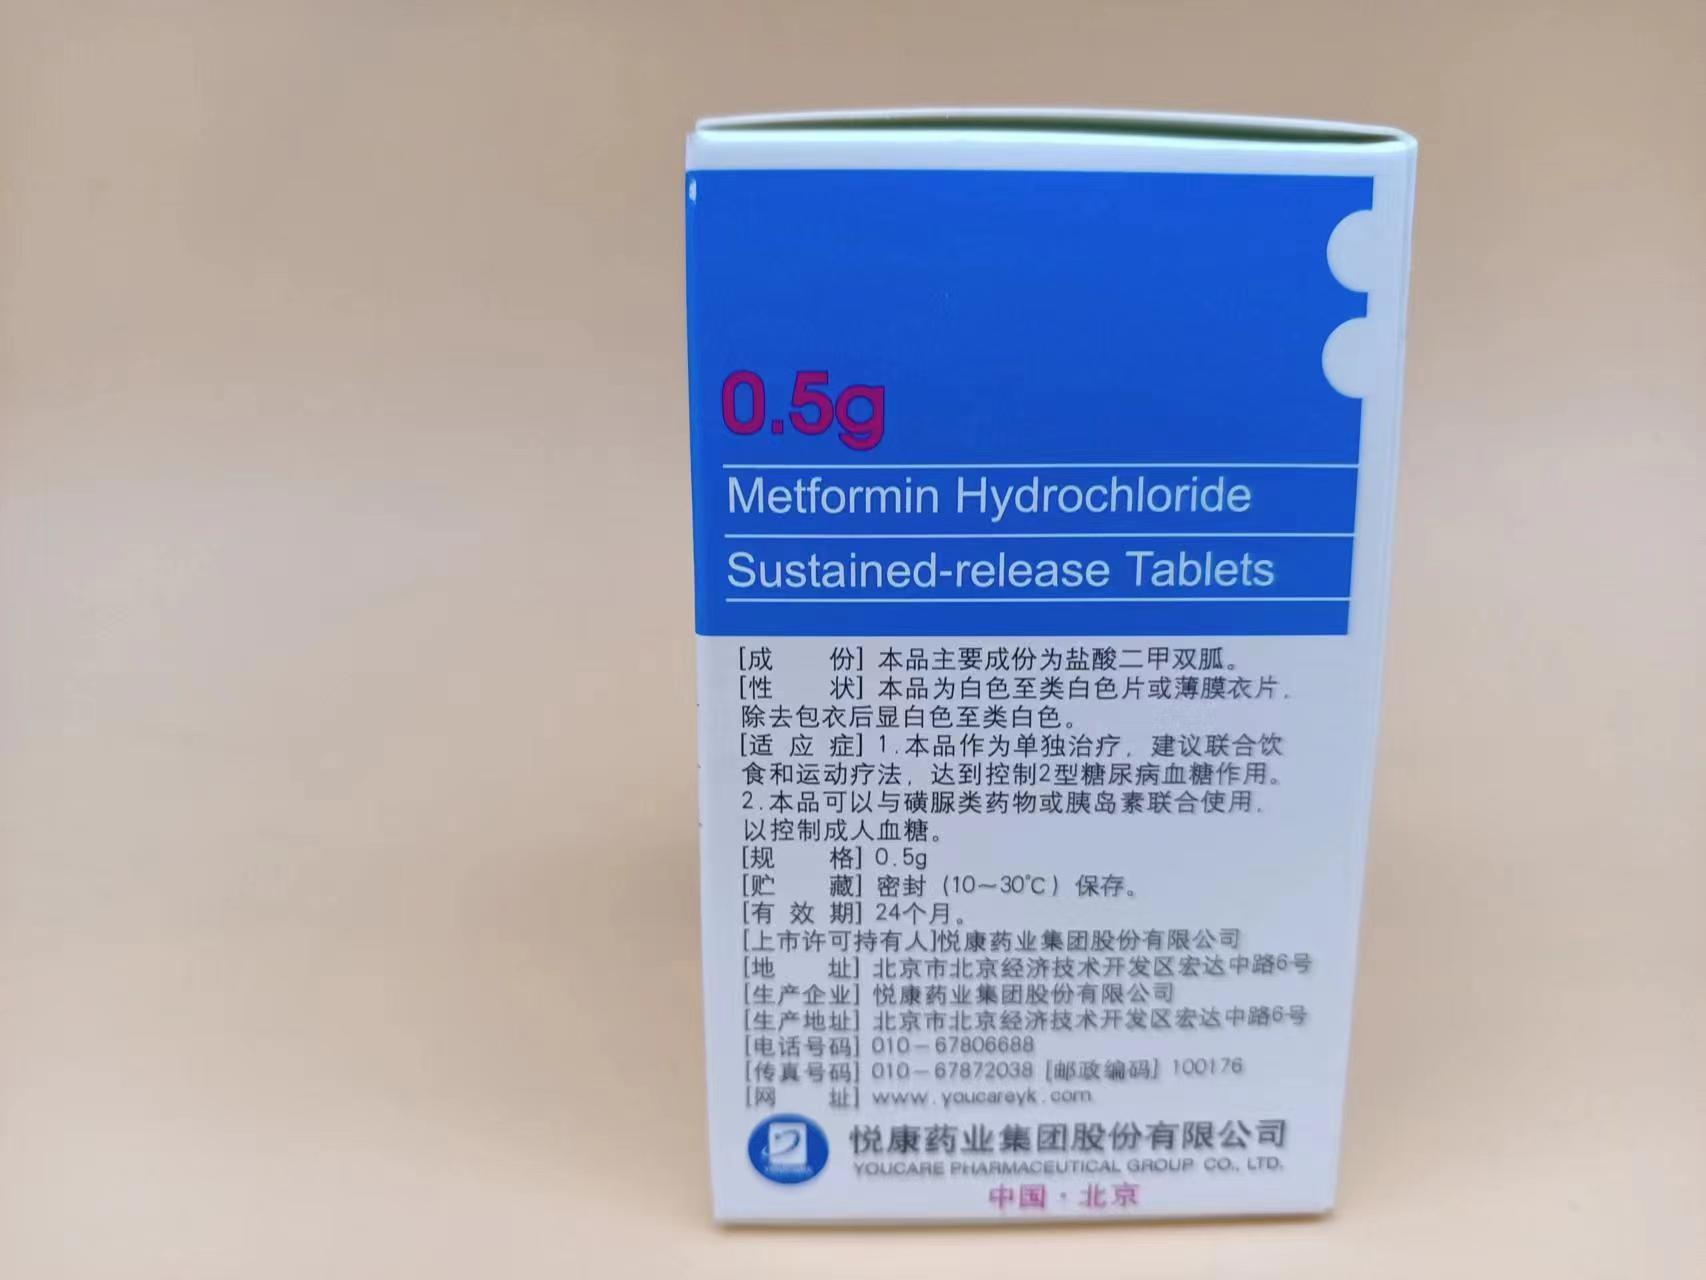 0.5g
Metformin Hydrochloride
Sustained-release Tablets
[成 份] 本品主要成份为盐酸二甲双胍。
[性 状] 本品为白色至类白色片或薄膜衣片,
除去包衣后显白色至类白色。
[适 应 症] 1.本品作为单独治疗, 建议联合饮
食和运动疗法, 达到控制2型糖尿病血糖作用。
2.本品可以与磺脲类药物或胰岛素联合使用,
以控制成人血糖。
[规 格] 0.5g
[贮 藏] 密封 (10~30℃) 保存。
[有 效 期] 24个月。
[上市许可持有人]悦康药业集团股份有限公司
[地 址] 北京市北京经济技术开发区宏达中路6号
[生产企业] 悦康药业集团股份有限公司
[生产地址] 北京市北京经济技术开发区宏达中路6号
[电话号码] 010-67806688
[传真号码] 010-67872038 [邮政编码] 100176
[网 址] www.youcareyk.com
悦康药业集团股份有限公司
YOUCARE PHARMACEUTICAL GROUP CO., LTD.
中国·北京